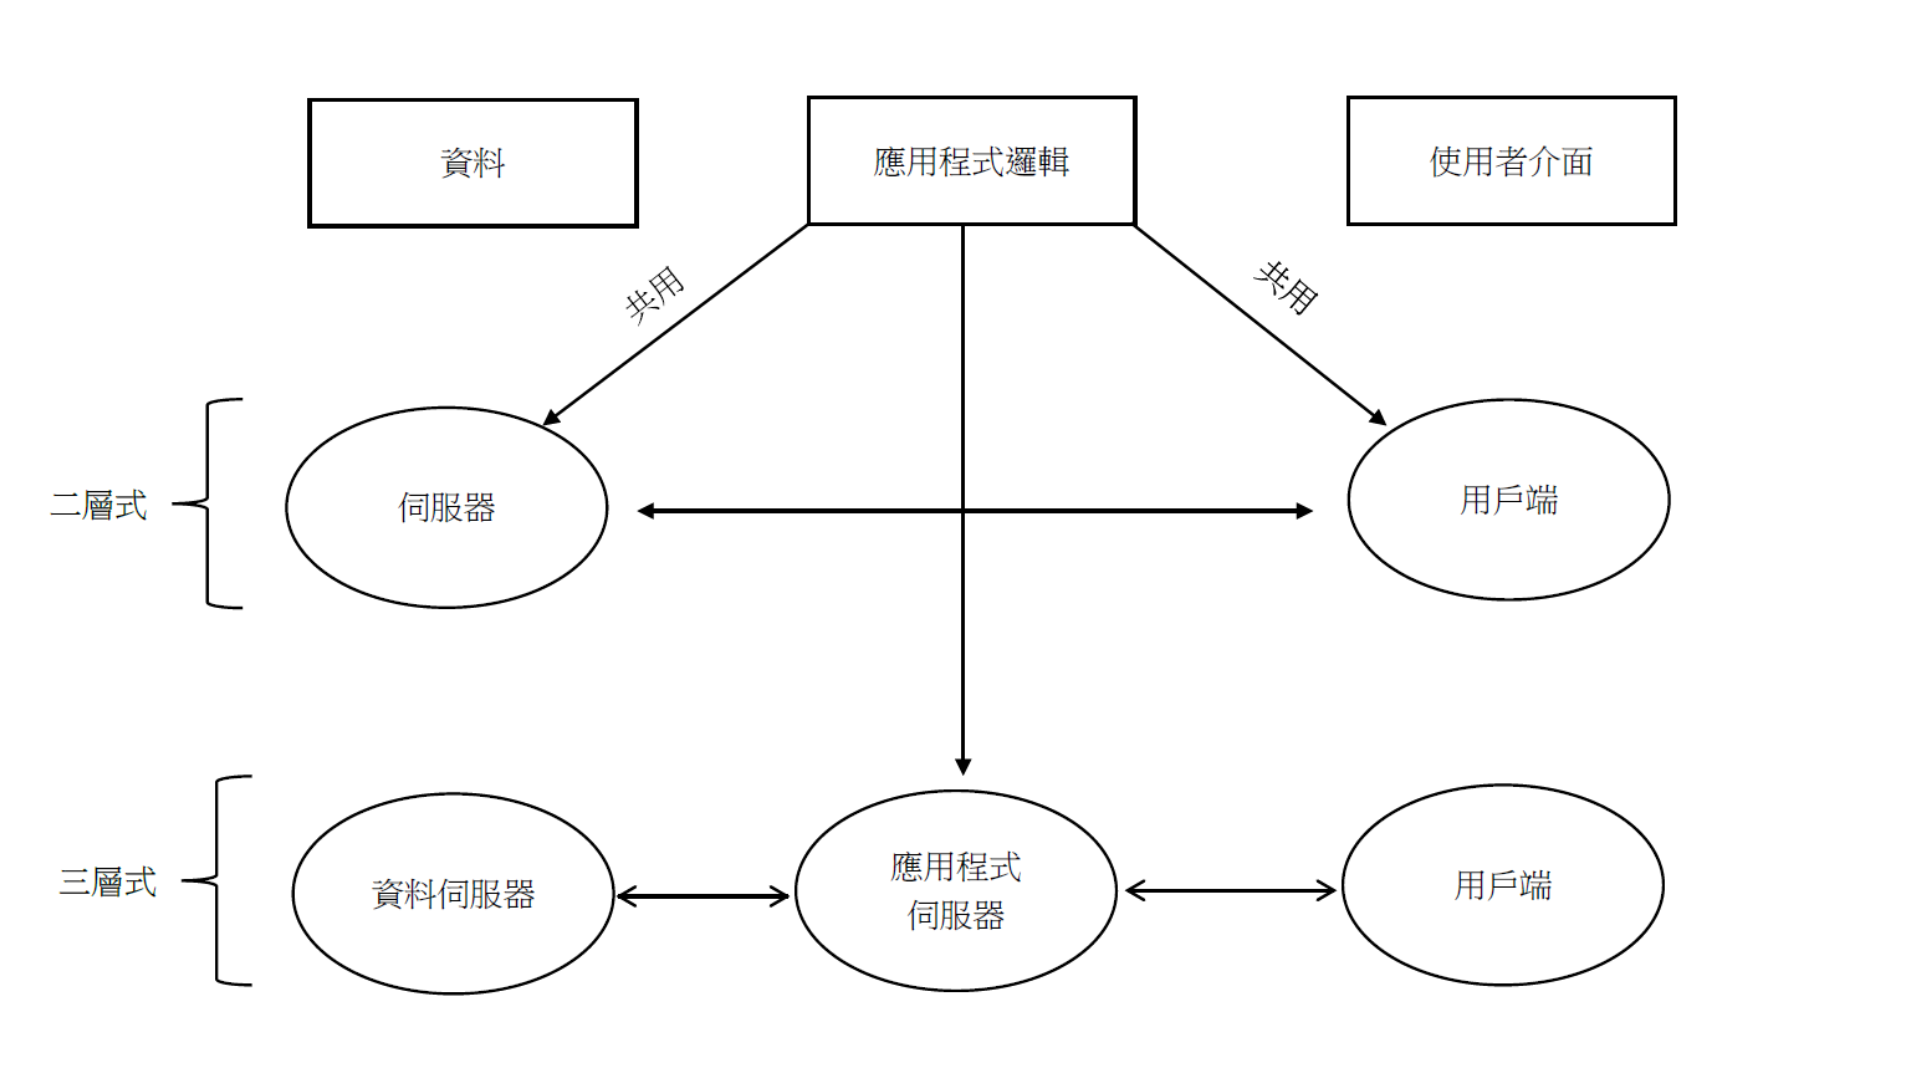 資料
應用程式邏輯
使用者介面
共用
共用
二層式
伺服器
用戶端
三層式
資料伺服器
應用程式
伺服器
用戶端